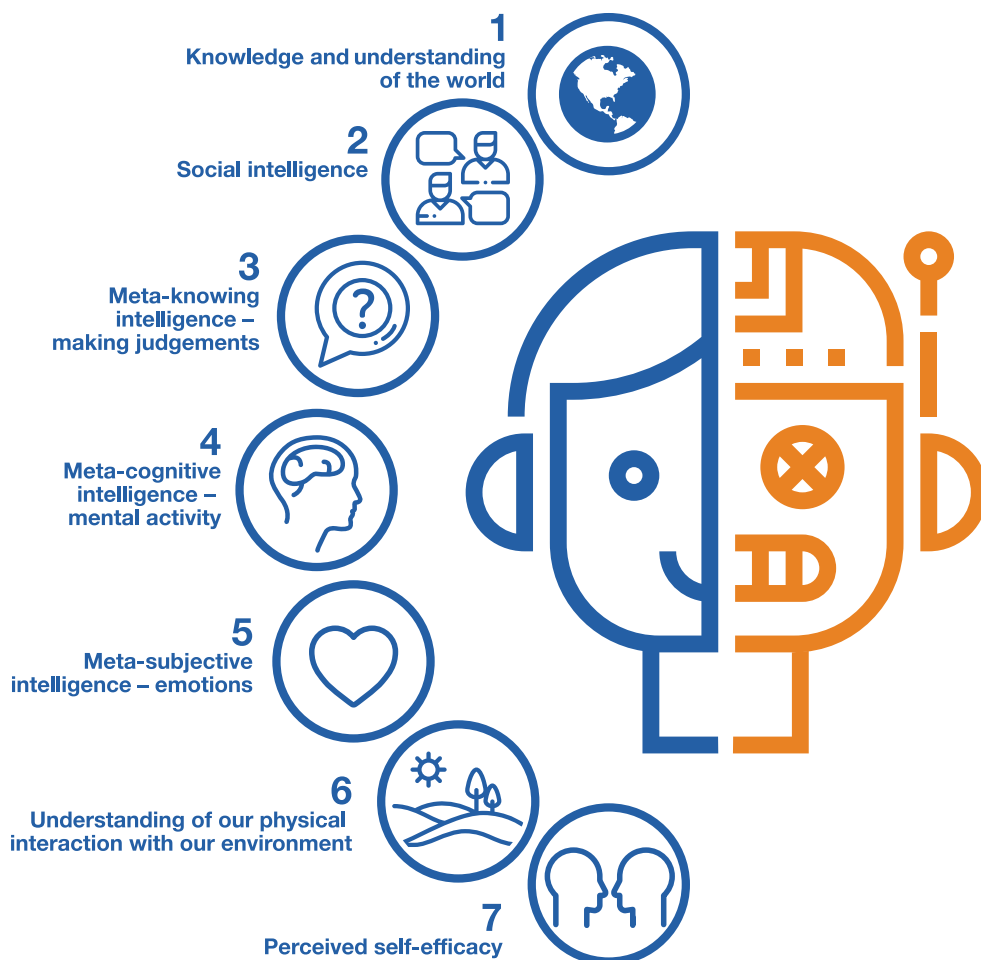 1
Knowledge and understanding
of the world
2
Social intelligence
3
Meta-knowing
intelligence –
making judgements
?
4
Meta-cognitive
intelligence –
mental activity
5
Meta-subjective
intelligence – emotions
6
Understanding of our physical
interaction with our environment
7
Perceived self-efficacy